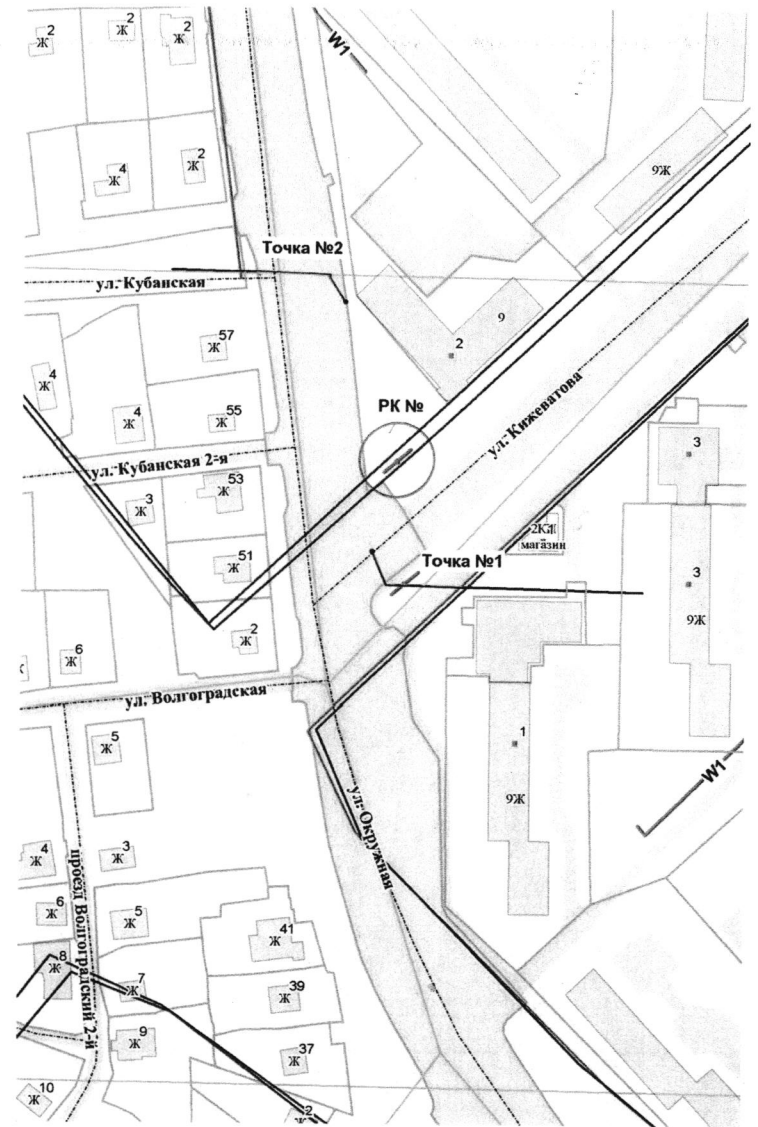 2
Ж
2
Ж
2
Ж
W1
4
Ж
2
Ж
9Ж
Точка №2
ул. Кубанская
57
Ж
9
2
4
Ж
4
Ж
55
Ж
РК №
ул. Кижеватова
ул. Кубанская 2-я
53
Ж
3
Ж
3
магазин
51
Ж
Точка №1
3
9Ж
2
Ж
6
Ж
ул. Волгоградская
5
Ж
1
9Ж
W1
ул. Окружная
4
Ж
3
Ж
проезд Волгоградский 2-й
6
Ж
5
Ж
41
Ж
8
Ж
7
Ж
39
Ж
9
Ж
37
Ж
10
Ж
2
Ж